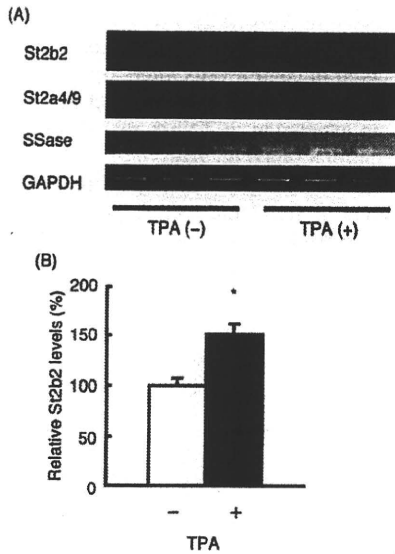 (A)
St2b2
St2a4/9
SSase
GAPDH
TPA (−) TPA (+)
(B)
Relative St2b2 levels (%)
200
150
100
50
0
*
− +
TPA